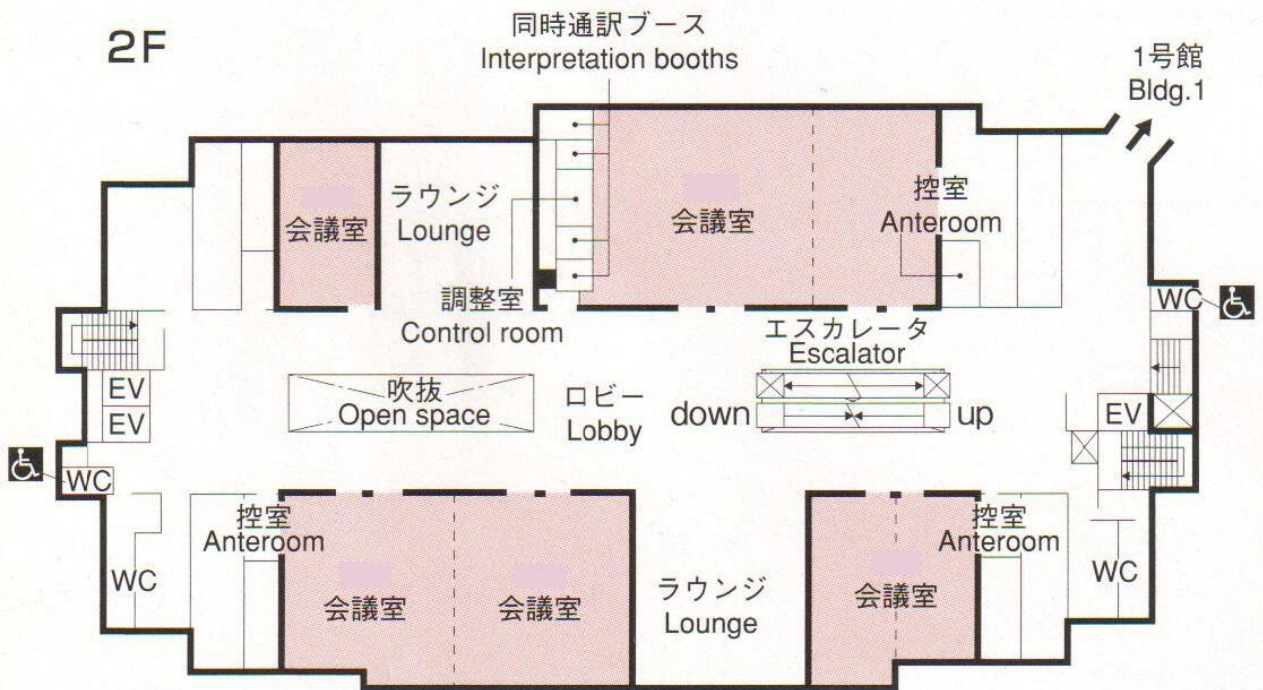 2F
同時通訳ブース
Interpretation booths
1号館
Bldg.1
会議室
ラウンジ
Lounge
会議室
控室
Anteroom
調整室
Control room
WC
エスカレータ
Escalator
EV
EV
吹抜
Open space
ロビー
Lobby
down
up
EV
WC
控室
Anteroom
控室
Anteroom
WC
会議室
会議室
ラウンジ
Lounge
会議室
WC